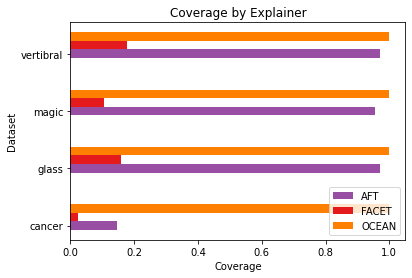 Coverage by Explainer
Dataset
vertibral
magic
glass
cancer
AFT
FACET
OCEAN
0.0 0.2 0.4 0.6 0.8 1.0
Coverage